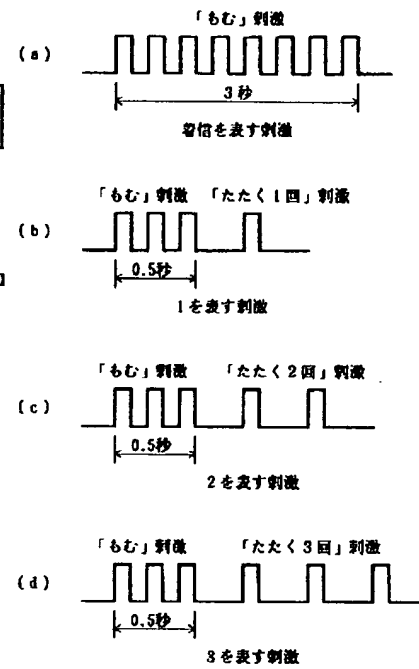 「もむ」刺激
(a)
3秒
着信を表す刺激
「もむ」刺激 「たたく1回」刺激
(b)
0.5秒
1を表す刺激
「もむ」刺激 「たたく2回」刺激
(c)
0.5秒
2を表す刺激
「もむ」刺激 「たたく3回」刺激
(d)
0.5秒
3を表す刺激